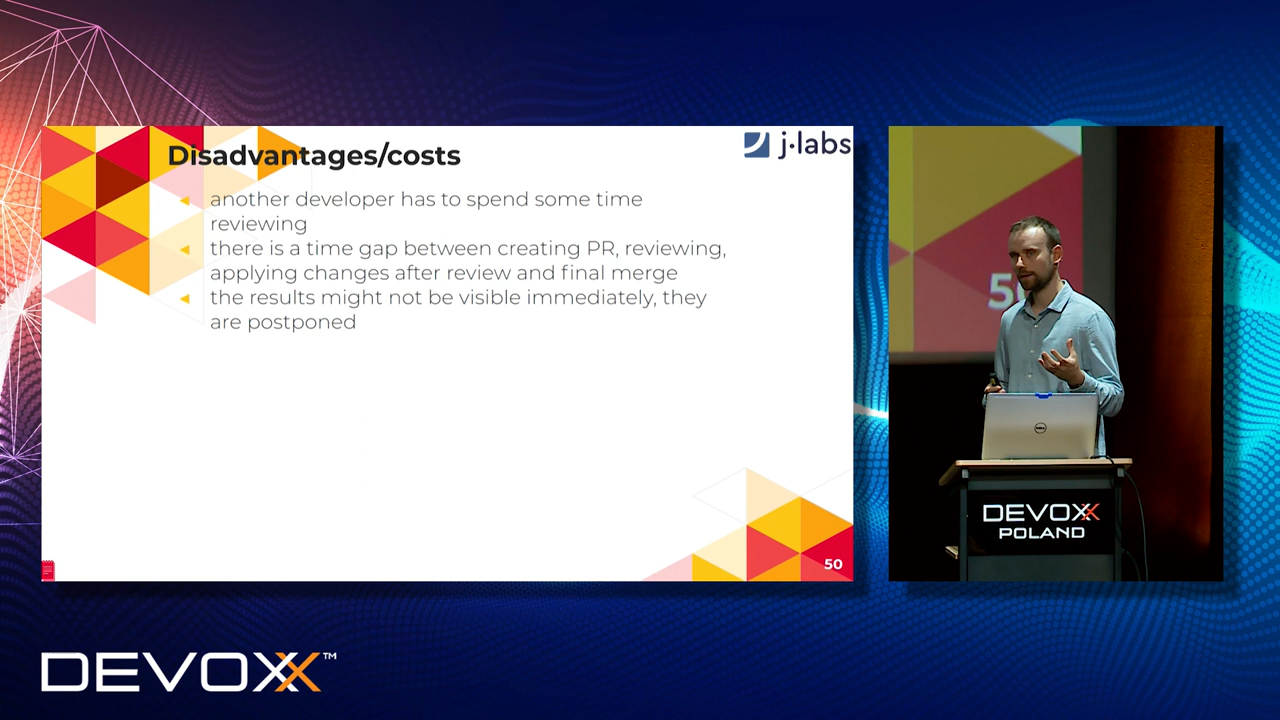 Disadvantages/costs
j·labs
another developer has to spend some time
reviewing
there is a time gap between creating PR, reviewing,
applying changes after review and final merge
the results might not be visible immediately, they
are postponed
50
DELL
DEVOXX
POLAND
DEVOXX™